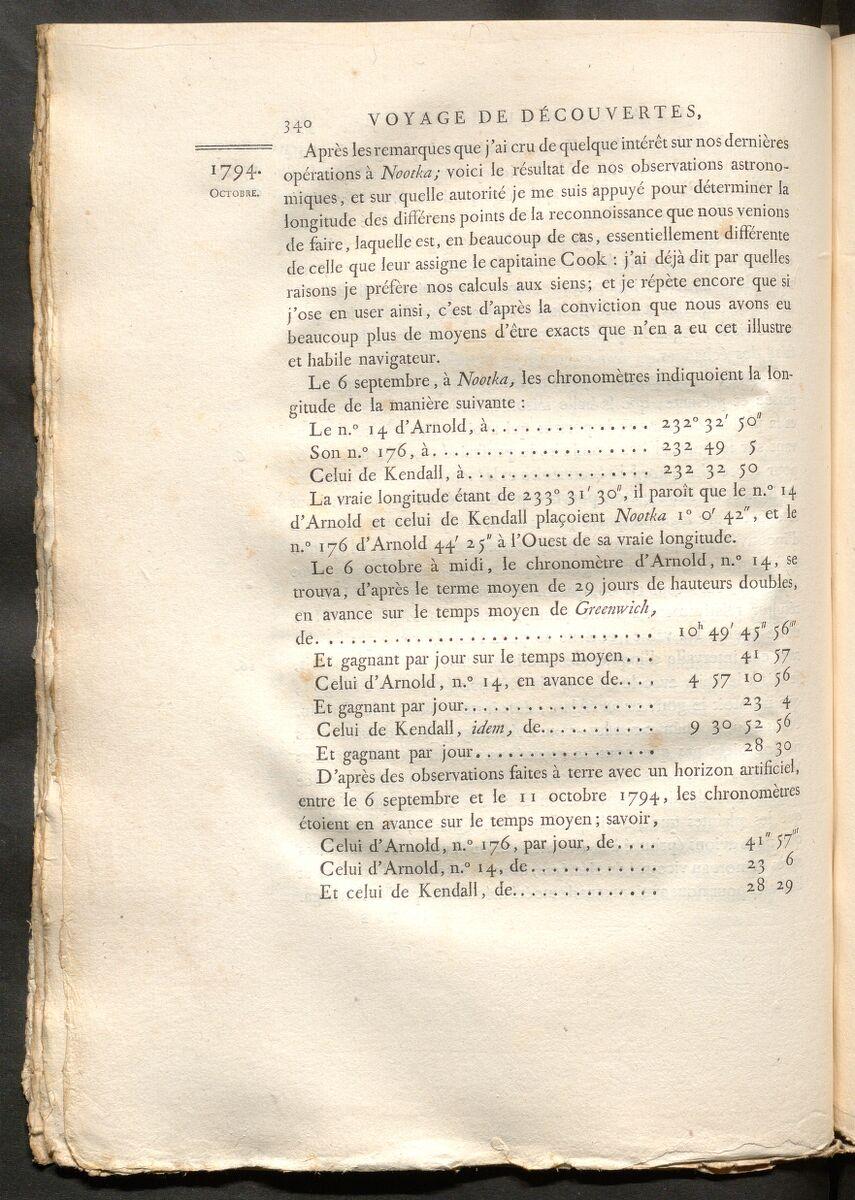 340 VOYAGE DE DÉCOUVERTES,
1794.
OCTOBRE.
Après les remarques que j'ai cru de quelque intérêt sur nos dernières
opérations à Nootka; voici le résultat de nos observations astrono-
miques, et sur quelle autorité je me suis appuyé pour déterminer la
longitude des différens points de la reconnoissance que nous venions
de faire, laquelle est, en beaucoup de cas, essentiellement différente
de celle que leur assigne le capitaine Cook : j'ai déjà dit par quelles
raisons je préfère nos calculs aux siens; et je répète encore que si
j'ose en user ainsi, c'est d'après la conviction que nous avons eu
beaucoup plus de moyens d'être exacts que n'en a eu cet illustre
et habile navigateur.
Le 6 septembre, à Nootka, les chronomètres indiquoient la lon-
gitude de la manière suivante :
Le n.º 14 d'Arnold, à............... 232° 32' 50"
Son n.º 176, à..................... 232 49 5
Celui de Kendall, à.................. 232 32 50
La vraie longitude étant de 233° 31' 30", il paroît que le n.º 14
d'Arnold et celui de Kendall plaçoient Nootka 1° 0' 42", et le
n.º 176 d'Arnold 44' 25" à l'Ouest de sa vraie longitude.
Le 6 octobre à midi, le chronomètre d'Arnold, n.º 14, se
trouva, d'après le terme moyen de 29 jours de hauteurs doubles,
en avance sur le temps moyen de Greenwich,
de................................ 10ʰ 49' 45" 56'''
Et gagnant par jour sur le temps moyen... 41 57
Celui d'Arnold, n.º 14, en avance de.... 4 57 10 56
Et gagnant par jour.................. 23 4
Celui de Kendall, idem, de........... 9 30 52 56
Et gagnant par jour................. 28 30
D'après des observations faites à terre avec un horizon artificiel,
entre le 6 septembre et le 11 octobre 1794, les chronomètres
étoient en avance sur le temps moyen; savoir,
Celui d'Arnold, n.º 176, par jour, de.... 41" 57'''
Celui d'Arnold, n.º 14, de............ 23 6
Et celui de Kendall, de.............. 28 29